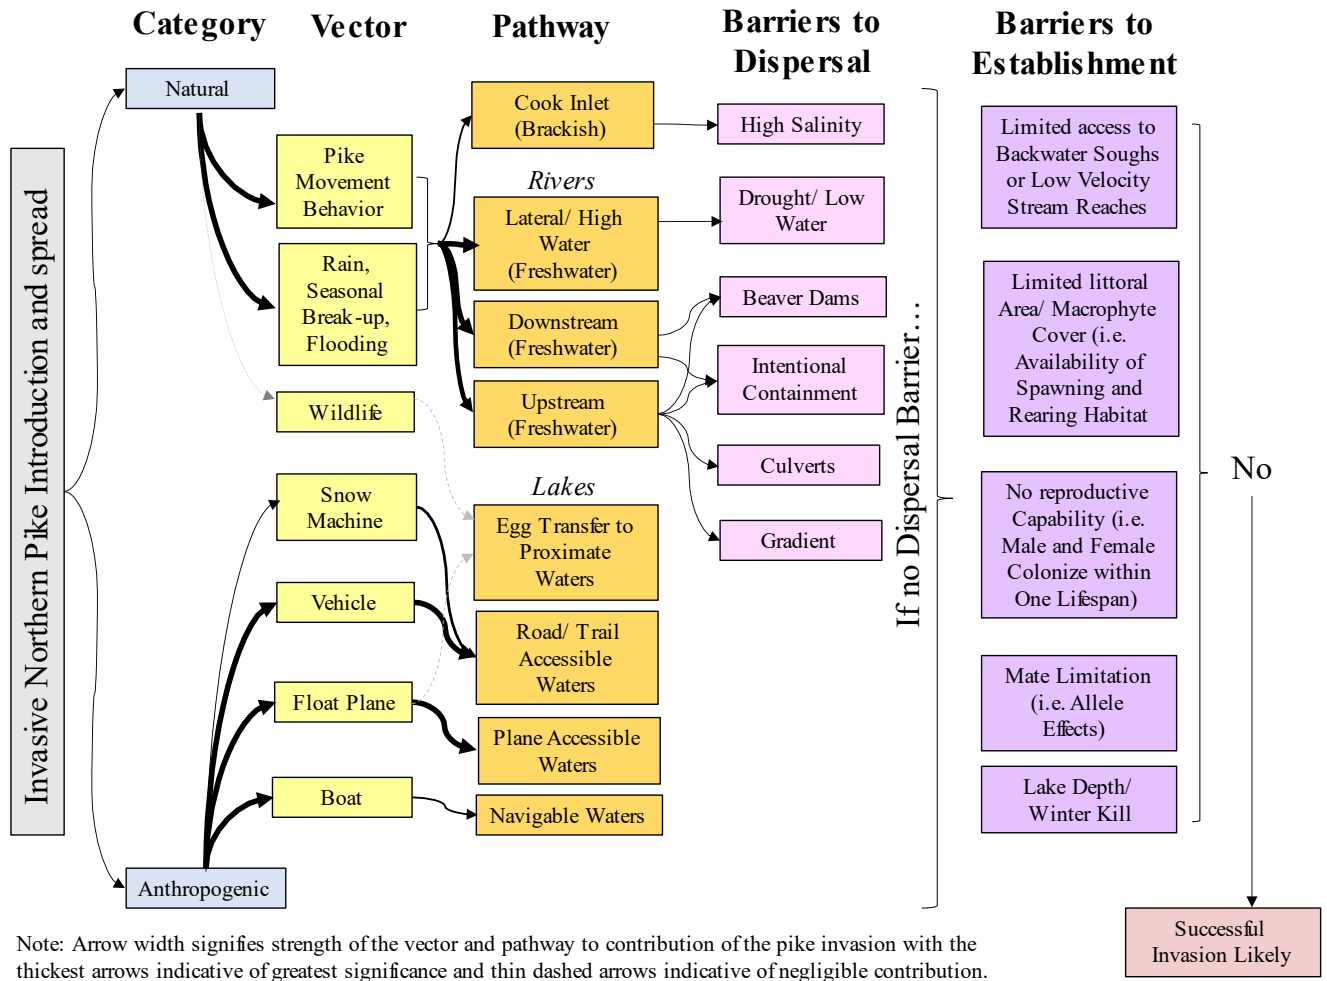 Category
Vector
Pathway
Barriers to
Dispersal
Barriers to
Establishment
Invasive Northern Pike Introduction and spread
Natural
Anthropogenic
Pike
Movement
Behavior
Rain,
Seasonal
Break-up,
Flooding
Wildlife
Snow
Machine
Vehicle
Float Plane
Boat
Cook Inlet
(Brackish)
Rivers
Lateral/ High
Water
(Freshwater)
Downstream
(Freshwater)
Upstream
(Freshwater)
Lakes
Egg Transfer to
Proximate
Waters
Road/ Trail
Accessible
Waters
Plane Accessible
Waters
Navigable Waters
High Salinity
Drought/ Low
Water
Beaver Dams
Intentional
Containment
Culverts
Gradient
If no Dispersal Barrier...
Limited access to
Backwater Soughs
or Low Velocity
Stream Reaches
Limited littoral
Area/ Macrophyte
Cover (i.e.
Availability of
Spawning and
Rearing Habitat
No reproductive
Capability (i.e.
Male and Female
Colonize within
One Lifespan)
Mate Limitation
(i.e. Allele
Effects)
Lake Depth/
Winter Kill
No
Successful
Invasion Likely
Note: Arrow width signifies strength of the vector and pathway to contribution of the pike invasion with the
thickest arrows indicative of greatest significance and thin dashed arrows indicative of negligible contribution.